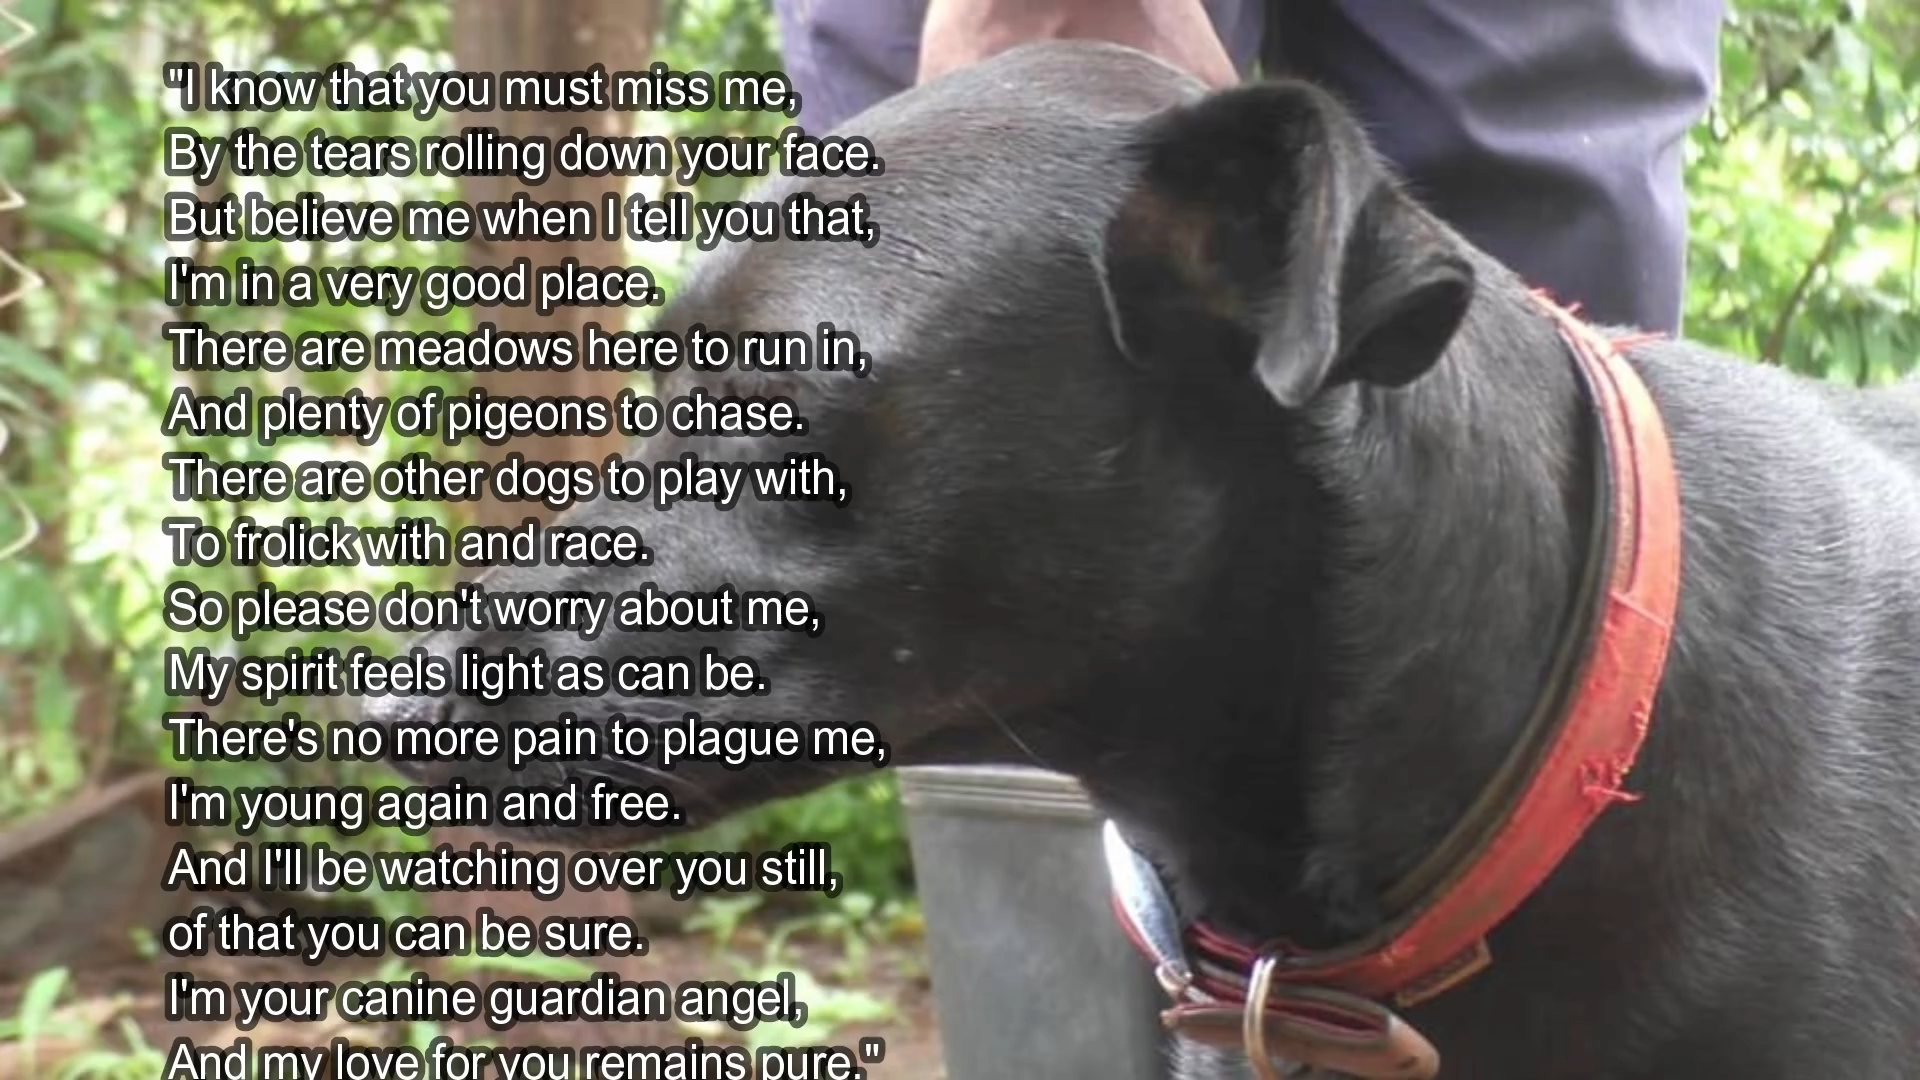 "I know that you must miss me,
By the tears rolling down your face.
But believe me when I tell you that,
I'm in a very good place.
There are meadows here to run in,
And plenty of pigeons to chase.
There are other dogs to play with,
To frolick with and race.
So please don't worry about me,
My spirit feels light as can be.
There's no more pain to plague me,
I'm young again and free.
And I'll be watching over you still,
of that you can be sure.
I'm your canine guardian angel,
And my love for you remains pure."